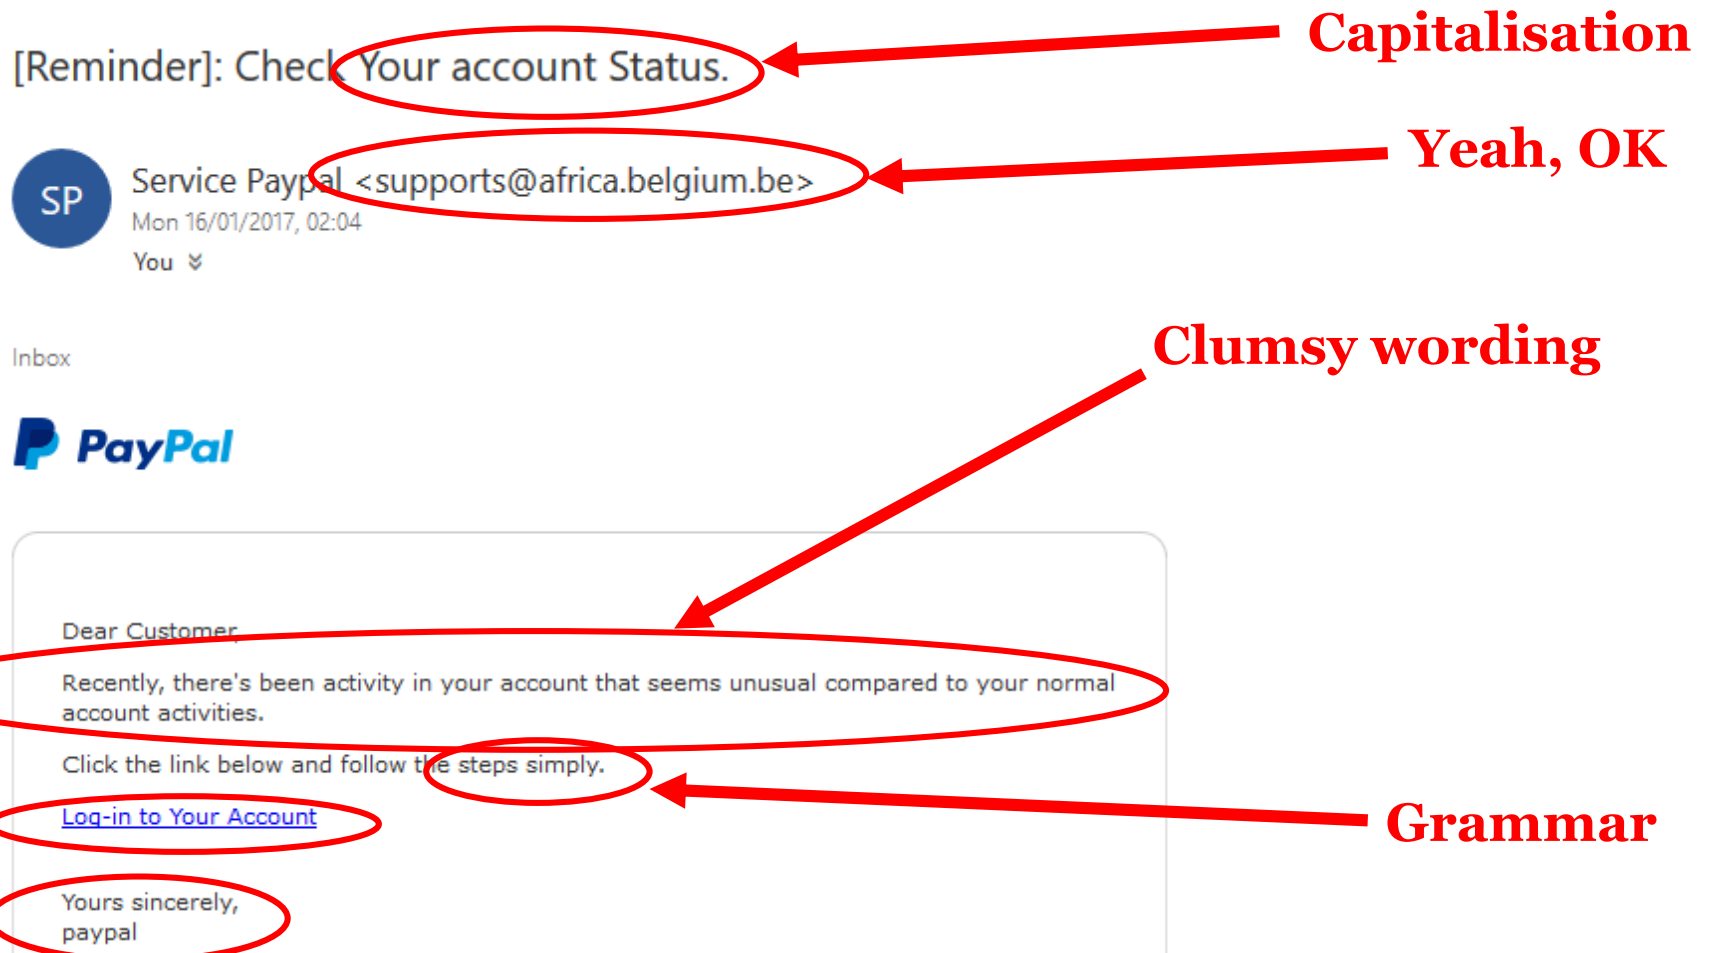 Capitalisation
[Reminder]: Check Your account Status.
Yeah, OK
SP
Service Paypal <supports@africa.belgium.be>
Mon 16/01/2017, 02:04
You
Clumsy wording
Inbox
PayPal
Dear Customer,
Recently, there's been activity in your account that seems unusual compared to your normal
account activities.
Click the link below and follow the steps simply.
Log-in to Your Account
Grammar
Yours sincerely,
paypal